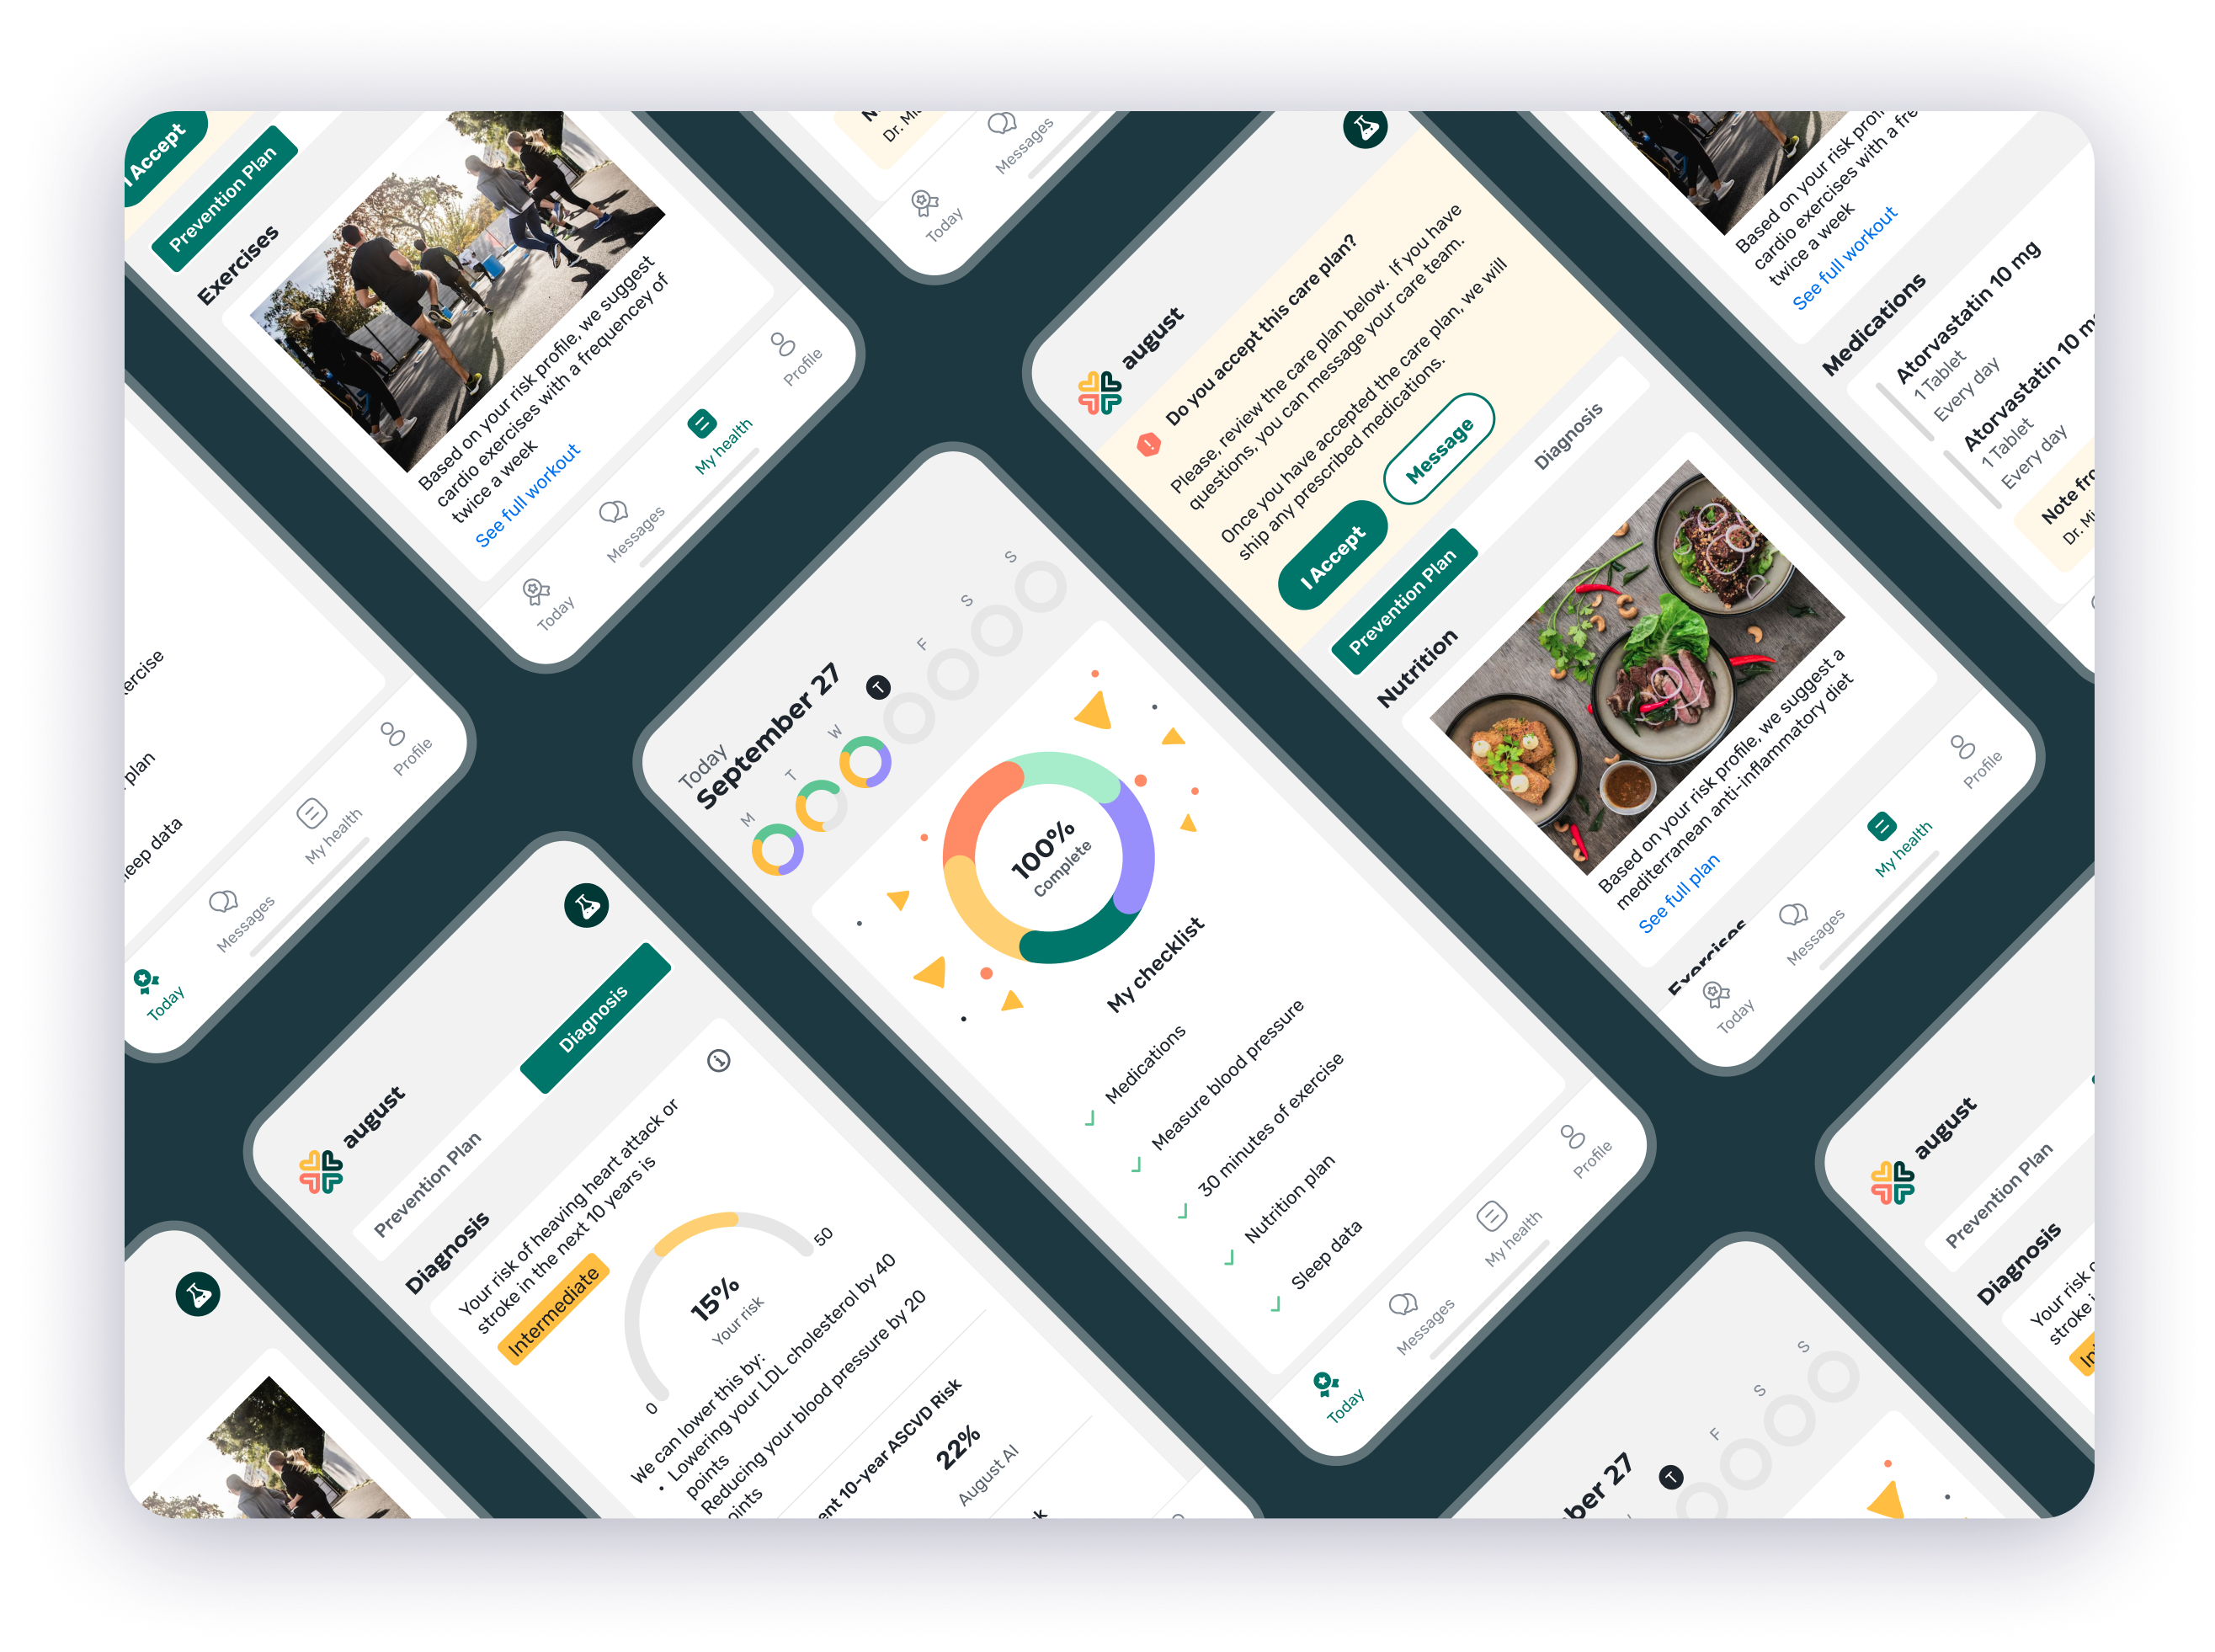 I Accept
Prevention Plan
Exercises
Based on your risk profile, we suggest
cardio exercises with a frequencey of
twice a week
See full workout
Today
Messages
My health
Profile
Dr.
Today
Messages
august
Do you accept this care plan?
Please, review the care plan below. If you have
questions, you can message your care team.
Once you have accepted the care plan, we will
ship any prescribed medications.
I Accept
Message
Prevention Plan
Diagnosis
Nutrition
Based on your risk profile, we suggest a
mediterranean anti-inflammatory diet
See full plan
Exercises
Today
Messages
My health
Profile
Based on your risk
cardio exercises with a
twice a week
See full workout
Medications
Atorvastatin 10 mg
1 Tablet
Every day
Atorvastatin 10
1 Tablet
Every day
Note
Dr.
plan
data
Today
Messages
My health
Profile
Today
September 27
M
T
W
T
F
S
S
100%
Complete
My checklist
Medications
Measure blood pressure
30 minutes of exercise
Nutrition plan
Sleep data
Today
Messages
My health
Profile
august
Prevention Plan
Diagnosis
Diagnosis
Your risk of heaving heart attack or
stroke in the next 10 years is
Intermediate
0
50
15%
Your risk
We can lower this by:
• Lowering your LDL cholesterol by 40
points
Reducing your blood pressure by 20
10-year ASCVD Risk
22%
August AI
august
Prevention Plan
Diagnosis
Your risk
stroke
27
T
F
S
S